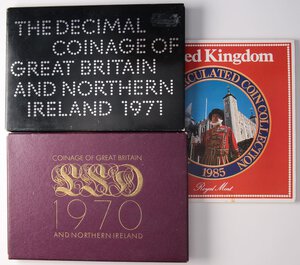 THE DECIMAL
COINAGE OF
GREAT BRITAIN
AND NORTHERN
IRELAND 1971
ed Kingdom
CULATED COIN COLLECTION
1985
Royal Mint
COINAGE OF GREAT BRITAIN
LSD
1970
AND NORTHERN IRELAND